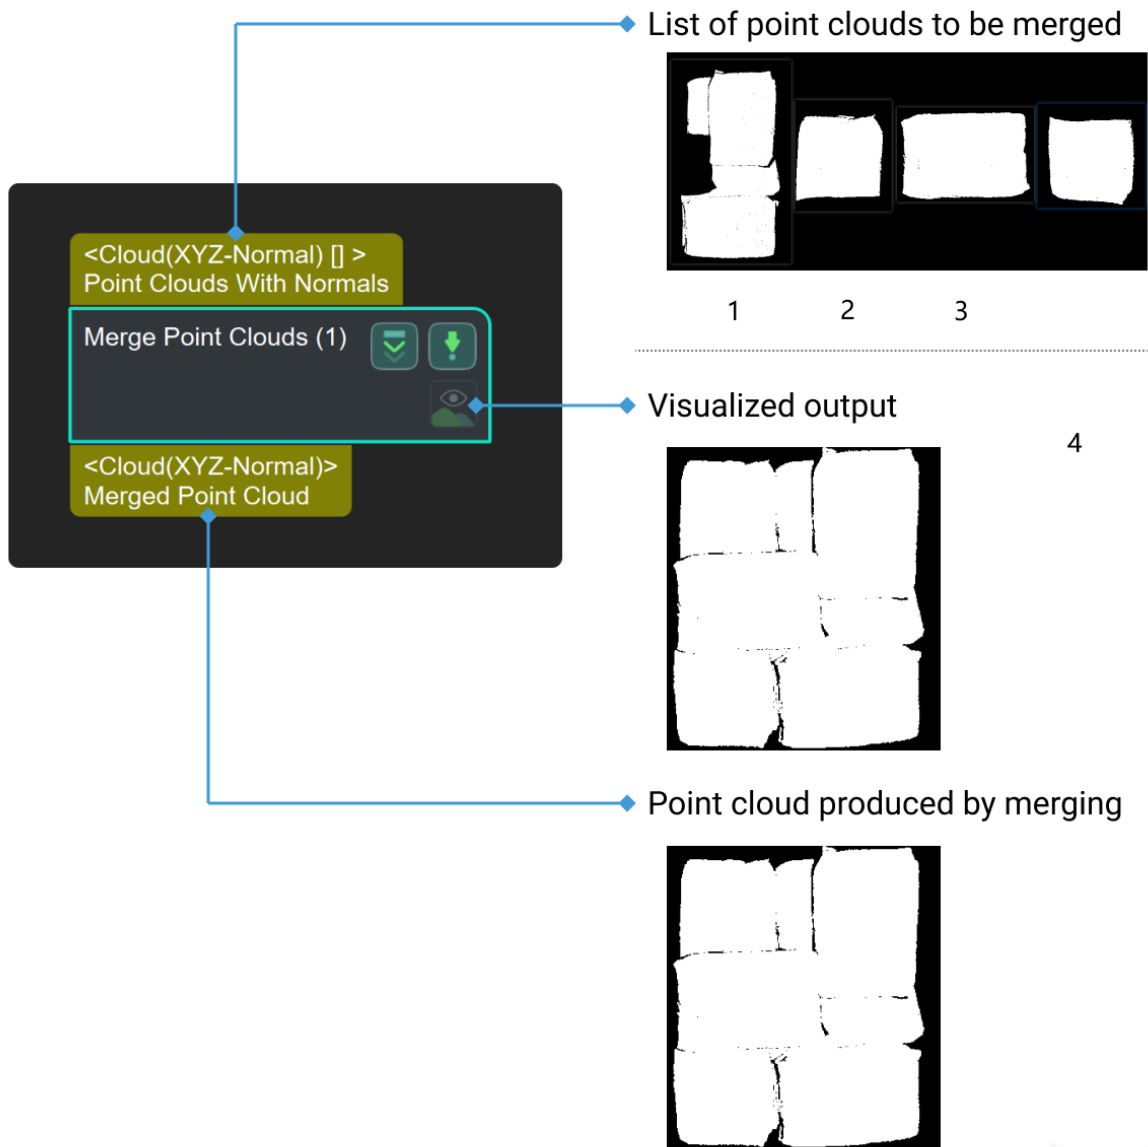 List of point clouds to be merged
<Cloud(XYZ-Normal) [] >
Point Clouds With Normals
Merge Point Clouds (1)
<Cloud(XYZ-Normal)>
Merged Point Cloud
1 2 3
Visualized output
4
Point cloud produced by merging